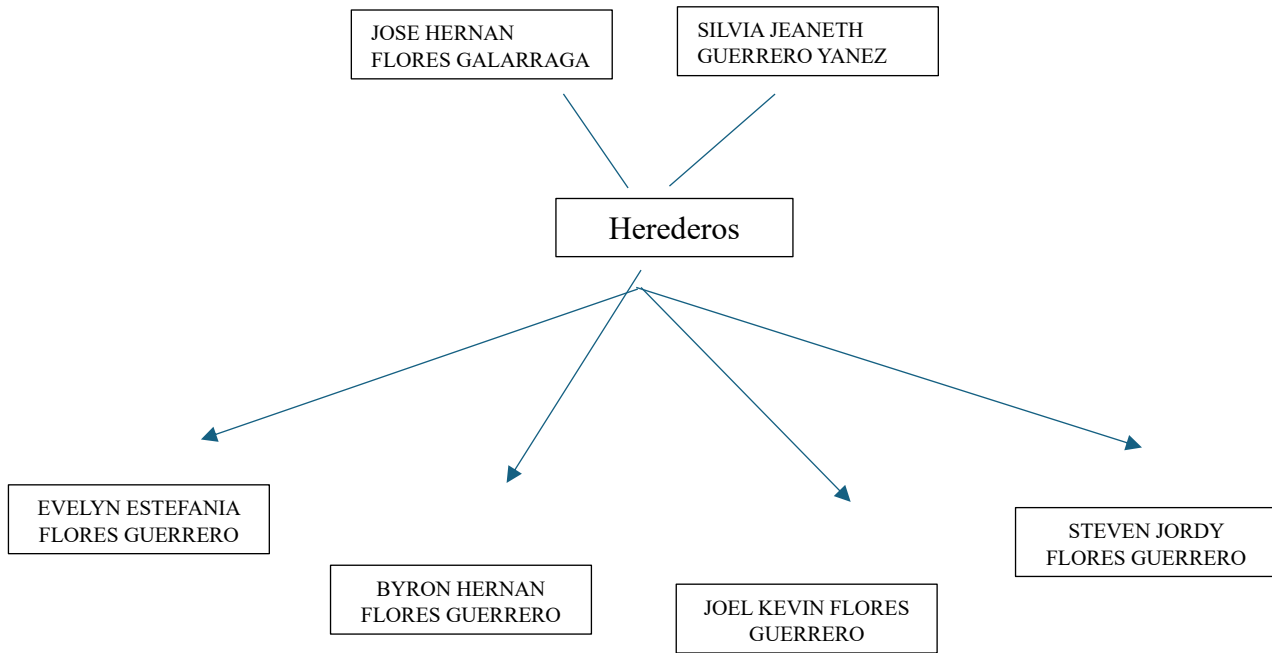 JOSE HERNAN
FLORES GALARRAGA
SILVIA JEANETH
GUERRERO YANEZ
Herederos
EVELYN ESTEFANIA
FLORES GUERRERO
BYRON HERNAN
FLORES GUERRERO
JOEL KEVIN FLORES
GUERRERO
STEVEN JORDY
FLORES GUERRERO